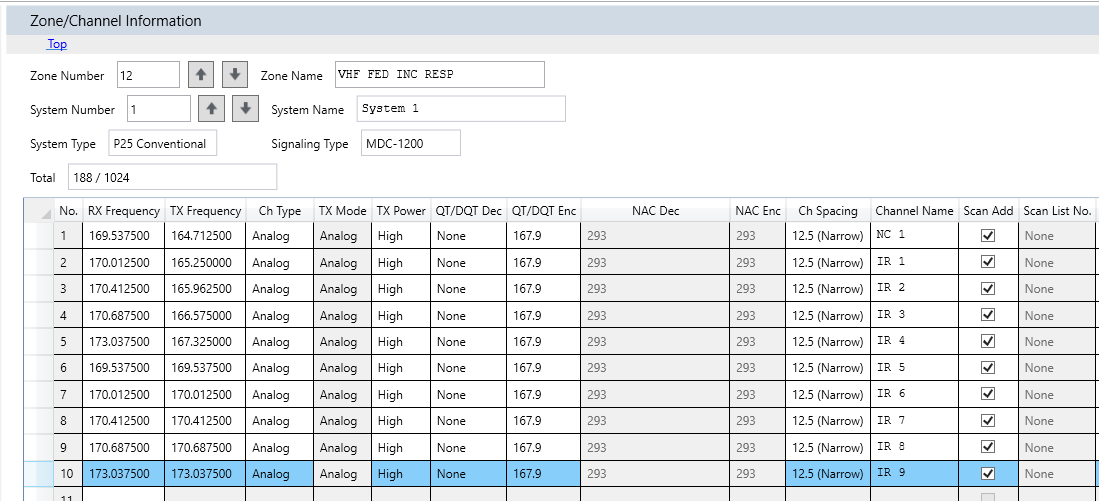 Zone/Channel Information
Top
Zone Number 12 Zone Name VHF FED INC RESP
System Number 1 System Name System 1
System Type P25 Conventional Signaling Type MDC-1200
Total 188 / 1024
No. RX Frequency TX Frequency Ch Type TX Mode TX Power QT/DQT Dec QT/DQT Enc NAC Dec NAC Enc Ch Spacing Channel Name Scan Add Scan List No.
1 169.537500 164.712500 Analog Analog High None 167.9 293 293 12.5 (Narrow) NC 1 None
2 170.012500 165.250000 Analog Analog High None 167.9 293 293 12.5 (Narrow) IR 1 None
3 170.412500 165.962500 Analog Analog High None 167.9 293 293 12.5 (Narrow) IR 2 None
4 170.687500 166.575000 Analog Analog High None 167.9 293 293 12.5 (Narrow) IR 3 None
5 173.037500 167.325000 Analog Analog High None 167.9 293 293 12.5 (Narrow) IR 4 None
6 169.537500 169.537500 Analog Analog High None 167.9 293 293 12.5 (Narrow) IR 5 None
7 170.012500 170.012500 Analog Analog High None 167.9 293 293 12.5 (Narrow) IR 6 None
8 170.412500 170.412500 Analog Analog High None 167.9 293 293 12.5 (Narrow) IR 7 None
9 170.687500 170.687500 Analog Analog High None 167.9 293 293 12.5 (Narrow) IR 8 None
10 173.037500 173.037500 Analog Analog High None 167.9 293 293 12.5 (Narrow) IR 9 None
11